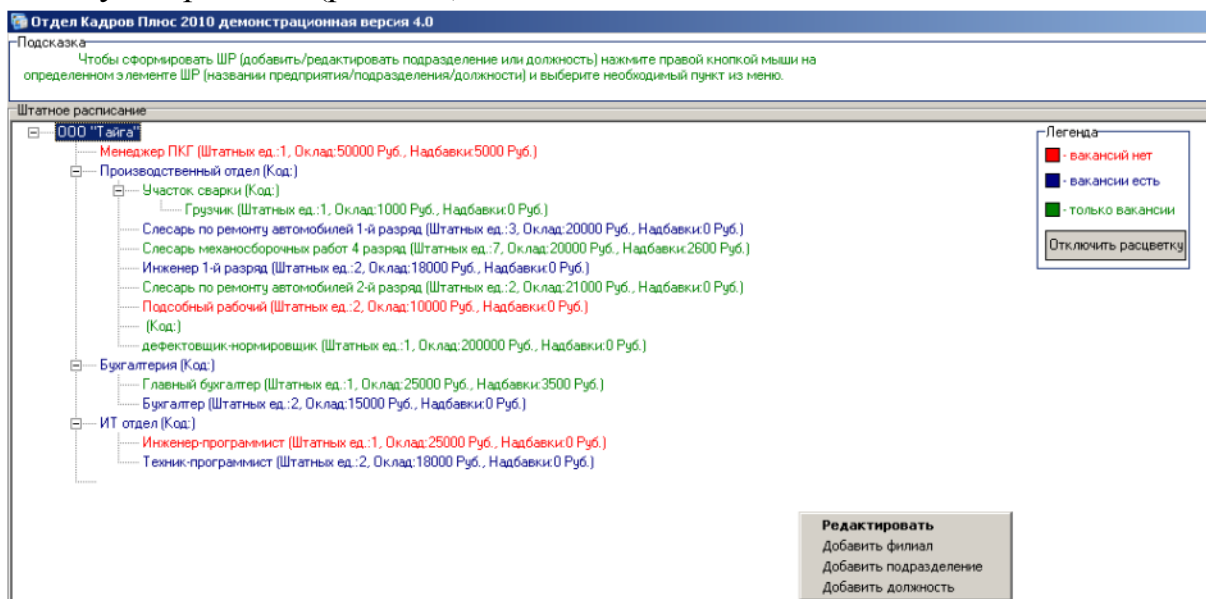 Отдел Кадров Плюс 2010 демонстрационная версия 4.0
Подсказка
Чтобы сформировать ШР (добавить/редактировать подразделение или должность) нажмите правой кнопкой мыши на
определенном элементе ШР (названии предприятия/подразделения/должности) и выберите необходимый пункт из меню.
Штатное расписание
ООО "Тайга"
Менеджер ПКГ (Штатных ед.:1, Оклад:50000 Руб., Надбавки:5000 Руб.)
Производственный отдел (Код:)
Участок сварки (Код:)
Грузчик (Штатных ед.:1, Оклад:1000 Руб., Надбавки:0 Руб.)
Слесарь по ремонту автомобилей 1-й разряд (Штатных ед.:3, Оклад:20000 Руб., Надбавки:0 Руб.)
Слесарь механосборочных работ 4 разряд (Штатных ед.:7, Оклад:20000 Руб., Надбавки:2600 Руб.)
Инженер 1-й разряд (Штатных ед.:2, Оклад:18000 Руб., Надбавки:0 Руб.)
Слесарь по ремонту автомобилей 2-й разряд (Штатных ед.:2, Оклад:21000 Руб., Надбавки:0 Руб.)
Подсобный рабочий (Штатных ед.:2, Оклад:10000 Руб., Надбавки:0 Руб.)
(Код:)
дефектовщик-нормировщик (Штатных ед.:1, Оклад:200000 Руб., Надбавки:0 Руб.)
Бухгалтерия (Код:)
Главный бухгалтер (Штатных ед.:1, Оклад:25000 Руб., Надбавки:3500 Руб.)
Бухгалтер (Штатных ед.:2, Оклад:15000 Руб., Надбавки:0 Руб.)
ИТ отдел (Код:)
Инженер-программист (Штатных ед.:1, Оклад:25000 Руб., Надбавки:0 Руб.)
Техник-программист (Штатных ед.:2, Оклад:18000 Руб., Надбавки:0 Руб.)
Легенда
- вакансий нет
- вакансии есть
- только вакансии
Отключить расцветку
Редактировать
Добавить филиал
Добавить подразделение
Добавить должность